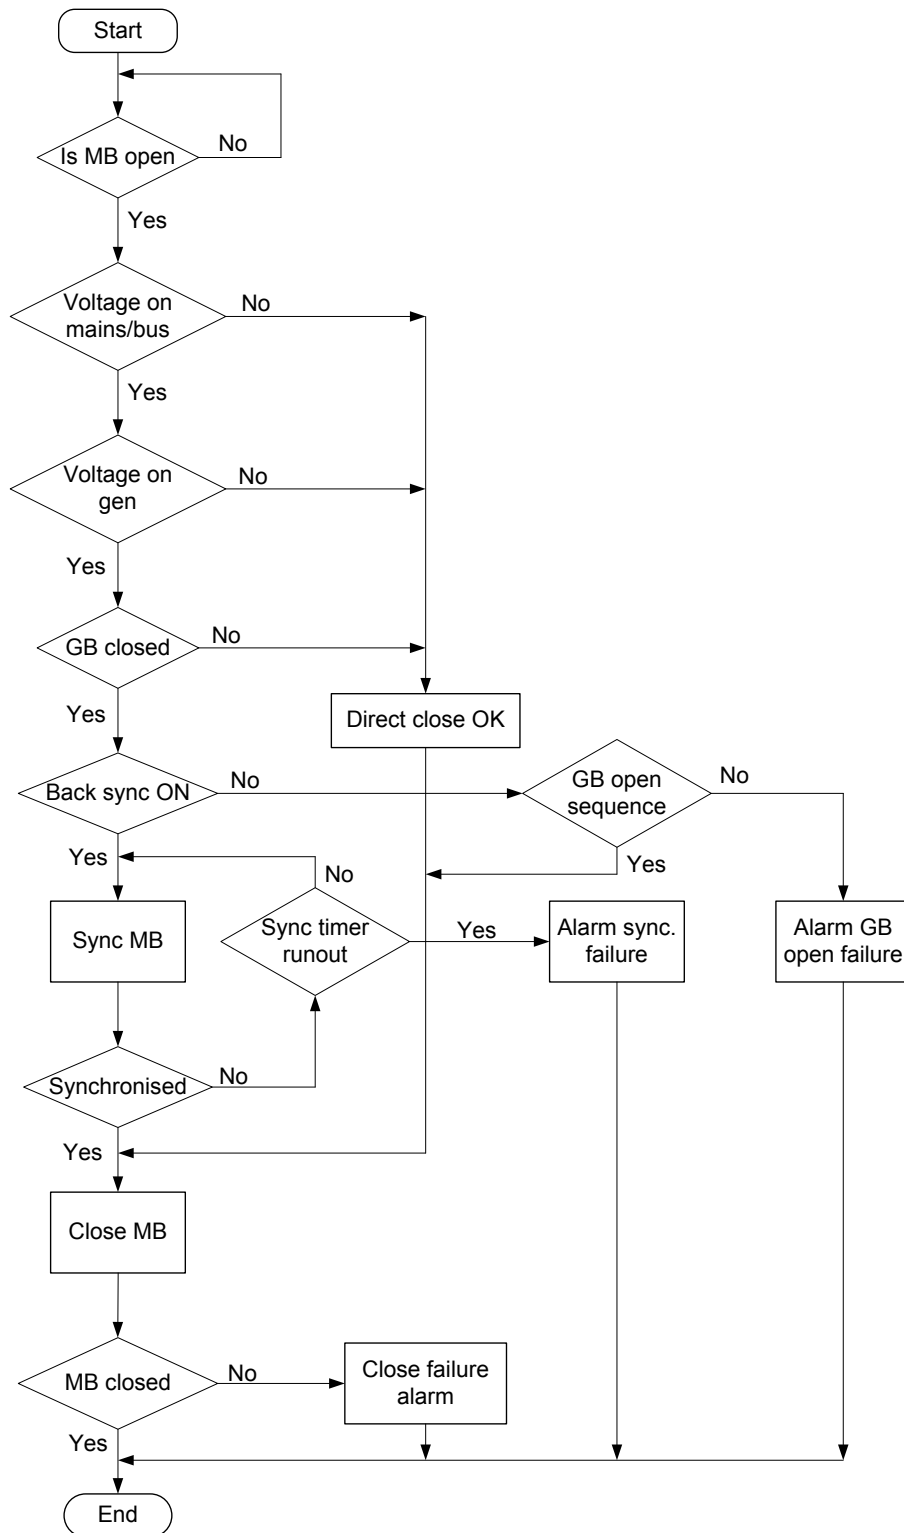 Start
Is MB open
No
Yes
Voltage on
mains/bus
No
Yes
Voltage on
gen
No
Yes
GB closed
No
Yes
Direct close OK
Back sync ON
No
GB open
sequence
No
Yes
Yes
No
Sync MB
Sync timer
runout
Yes
Alarm sync.
failure
Alarm GB
open failure
Synchronised
No
Yes
Close MB
MB closed
No
Close failure
alarm
Yes
End